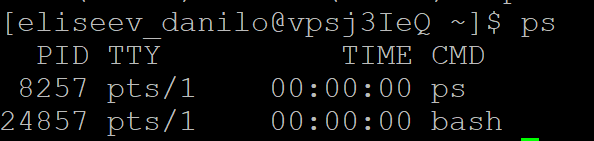 [eliseev_danilo@vpsj3IeQ ~]$ ps
  PID TTY          TIME CMD
 8257 pts/1    00:00:00 ps
24857 pts/1    00:00:00 bash